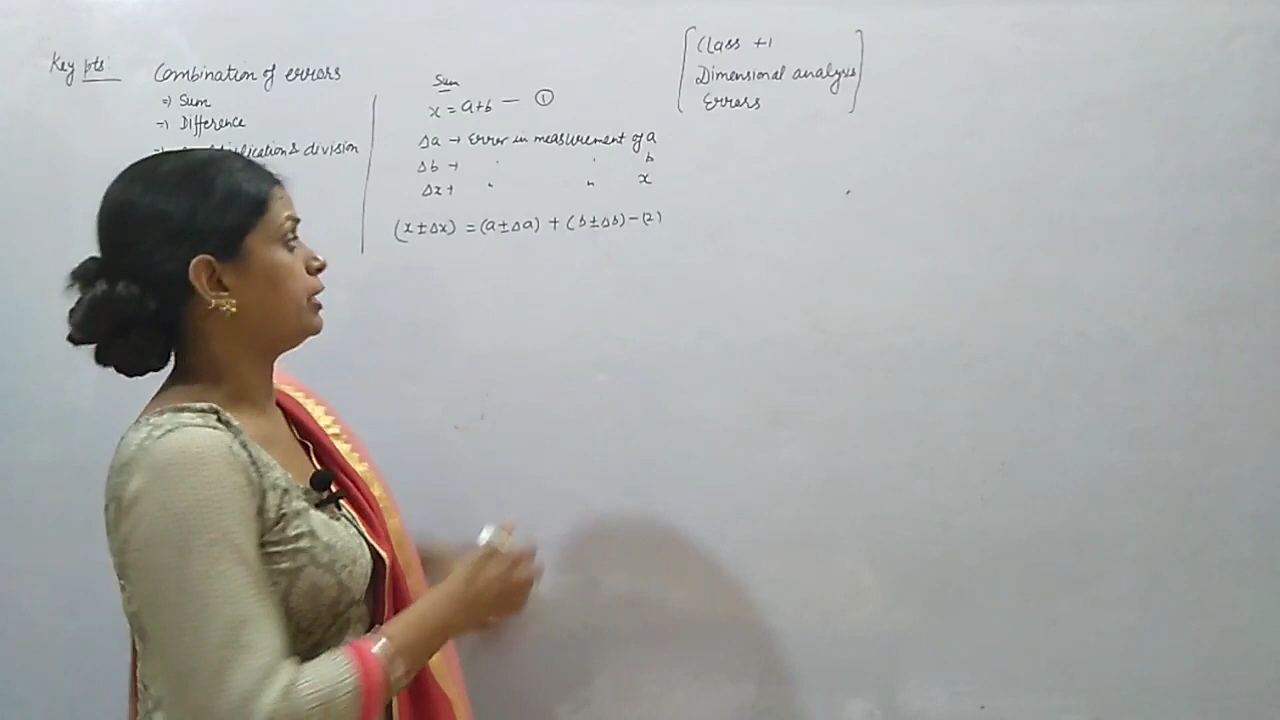 Key pts
Combination of errors
=) Sum
=) Difference
&division
Sum
x = a+b — ①
Δa → Error in measurement of a
Δb → " " b
Δx → " " x
(x±Δx) = (a±Δa) + (b±Δb) – (2)
Class +1
Dimensional analysis
Errors